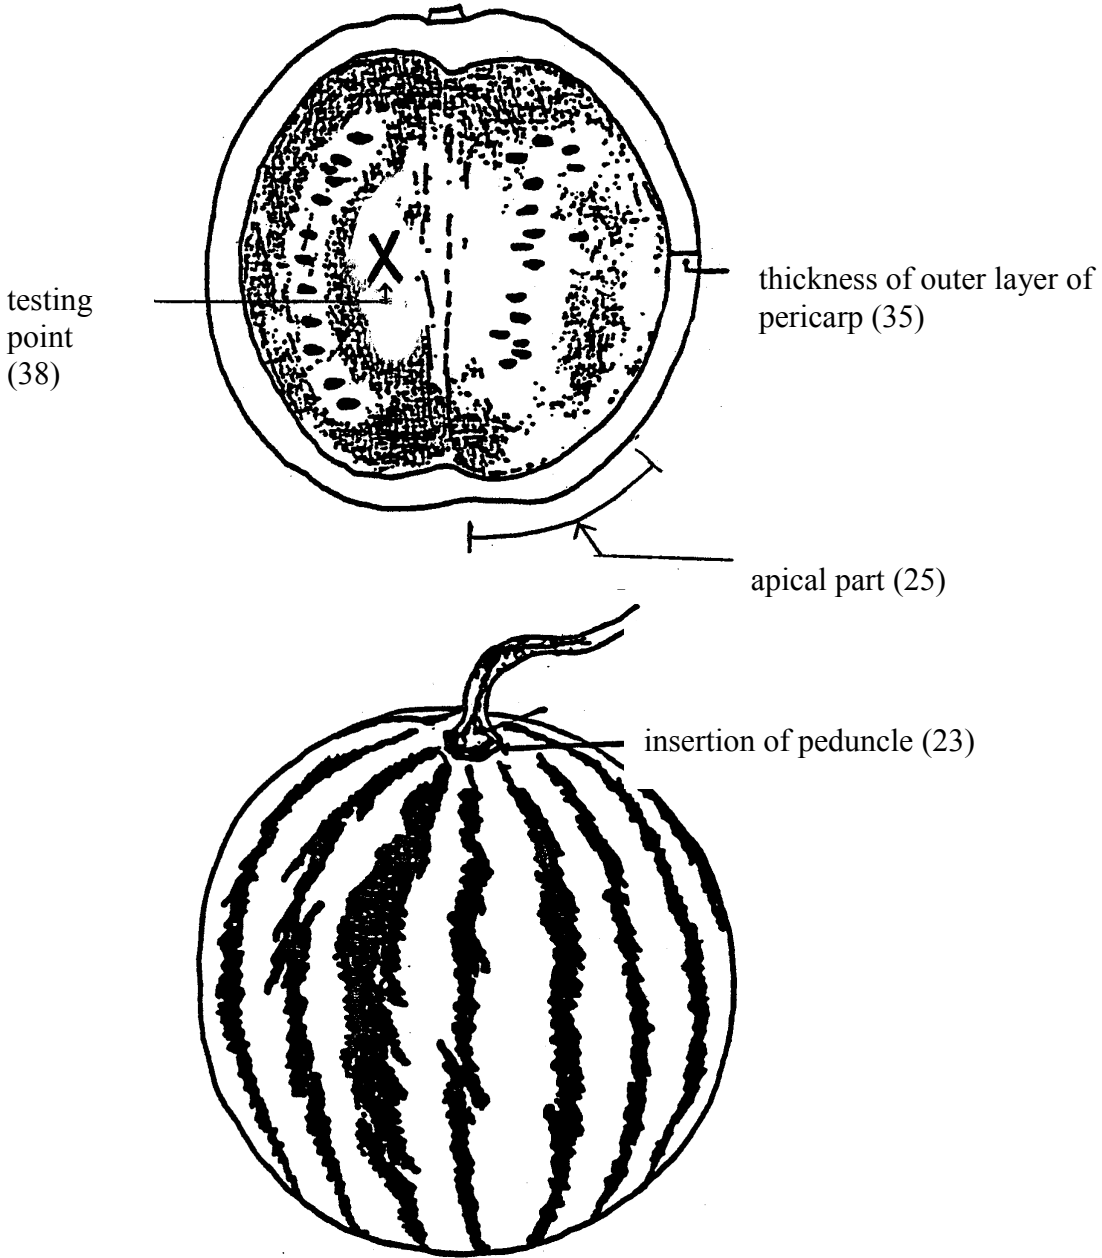 testing
point
(38)
thickness of outer layer of
pericarp (35)
apical part (25)
insertion of peduncle (23)